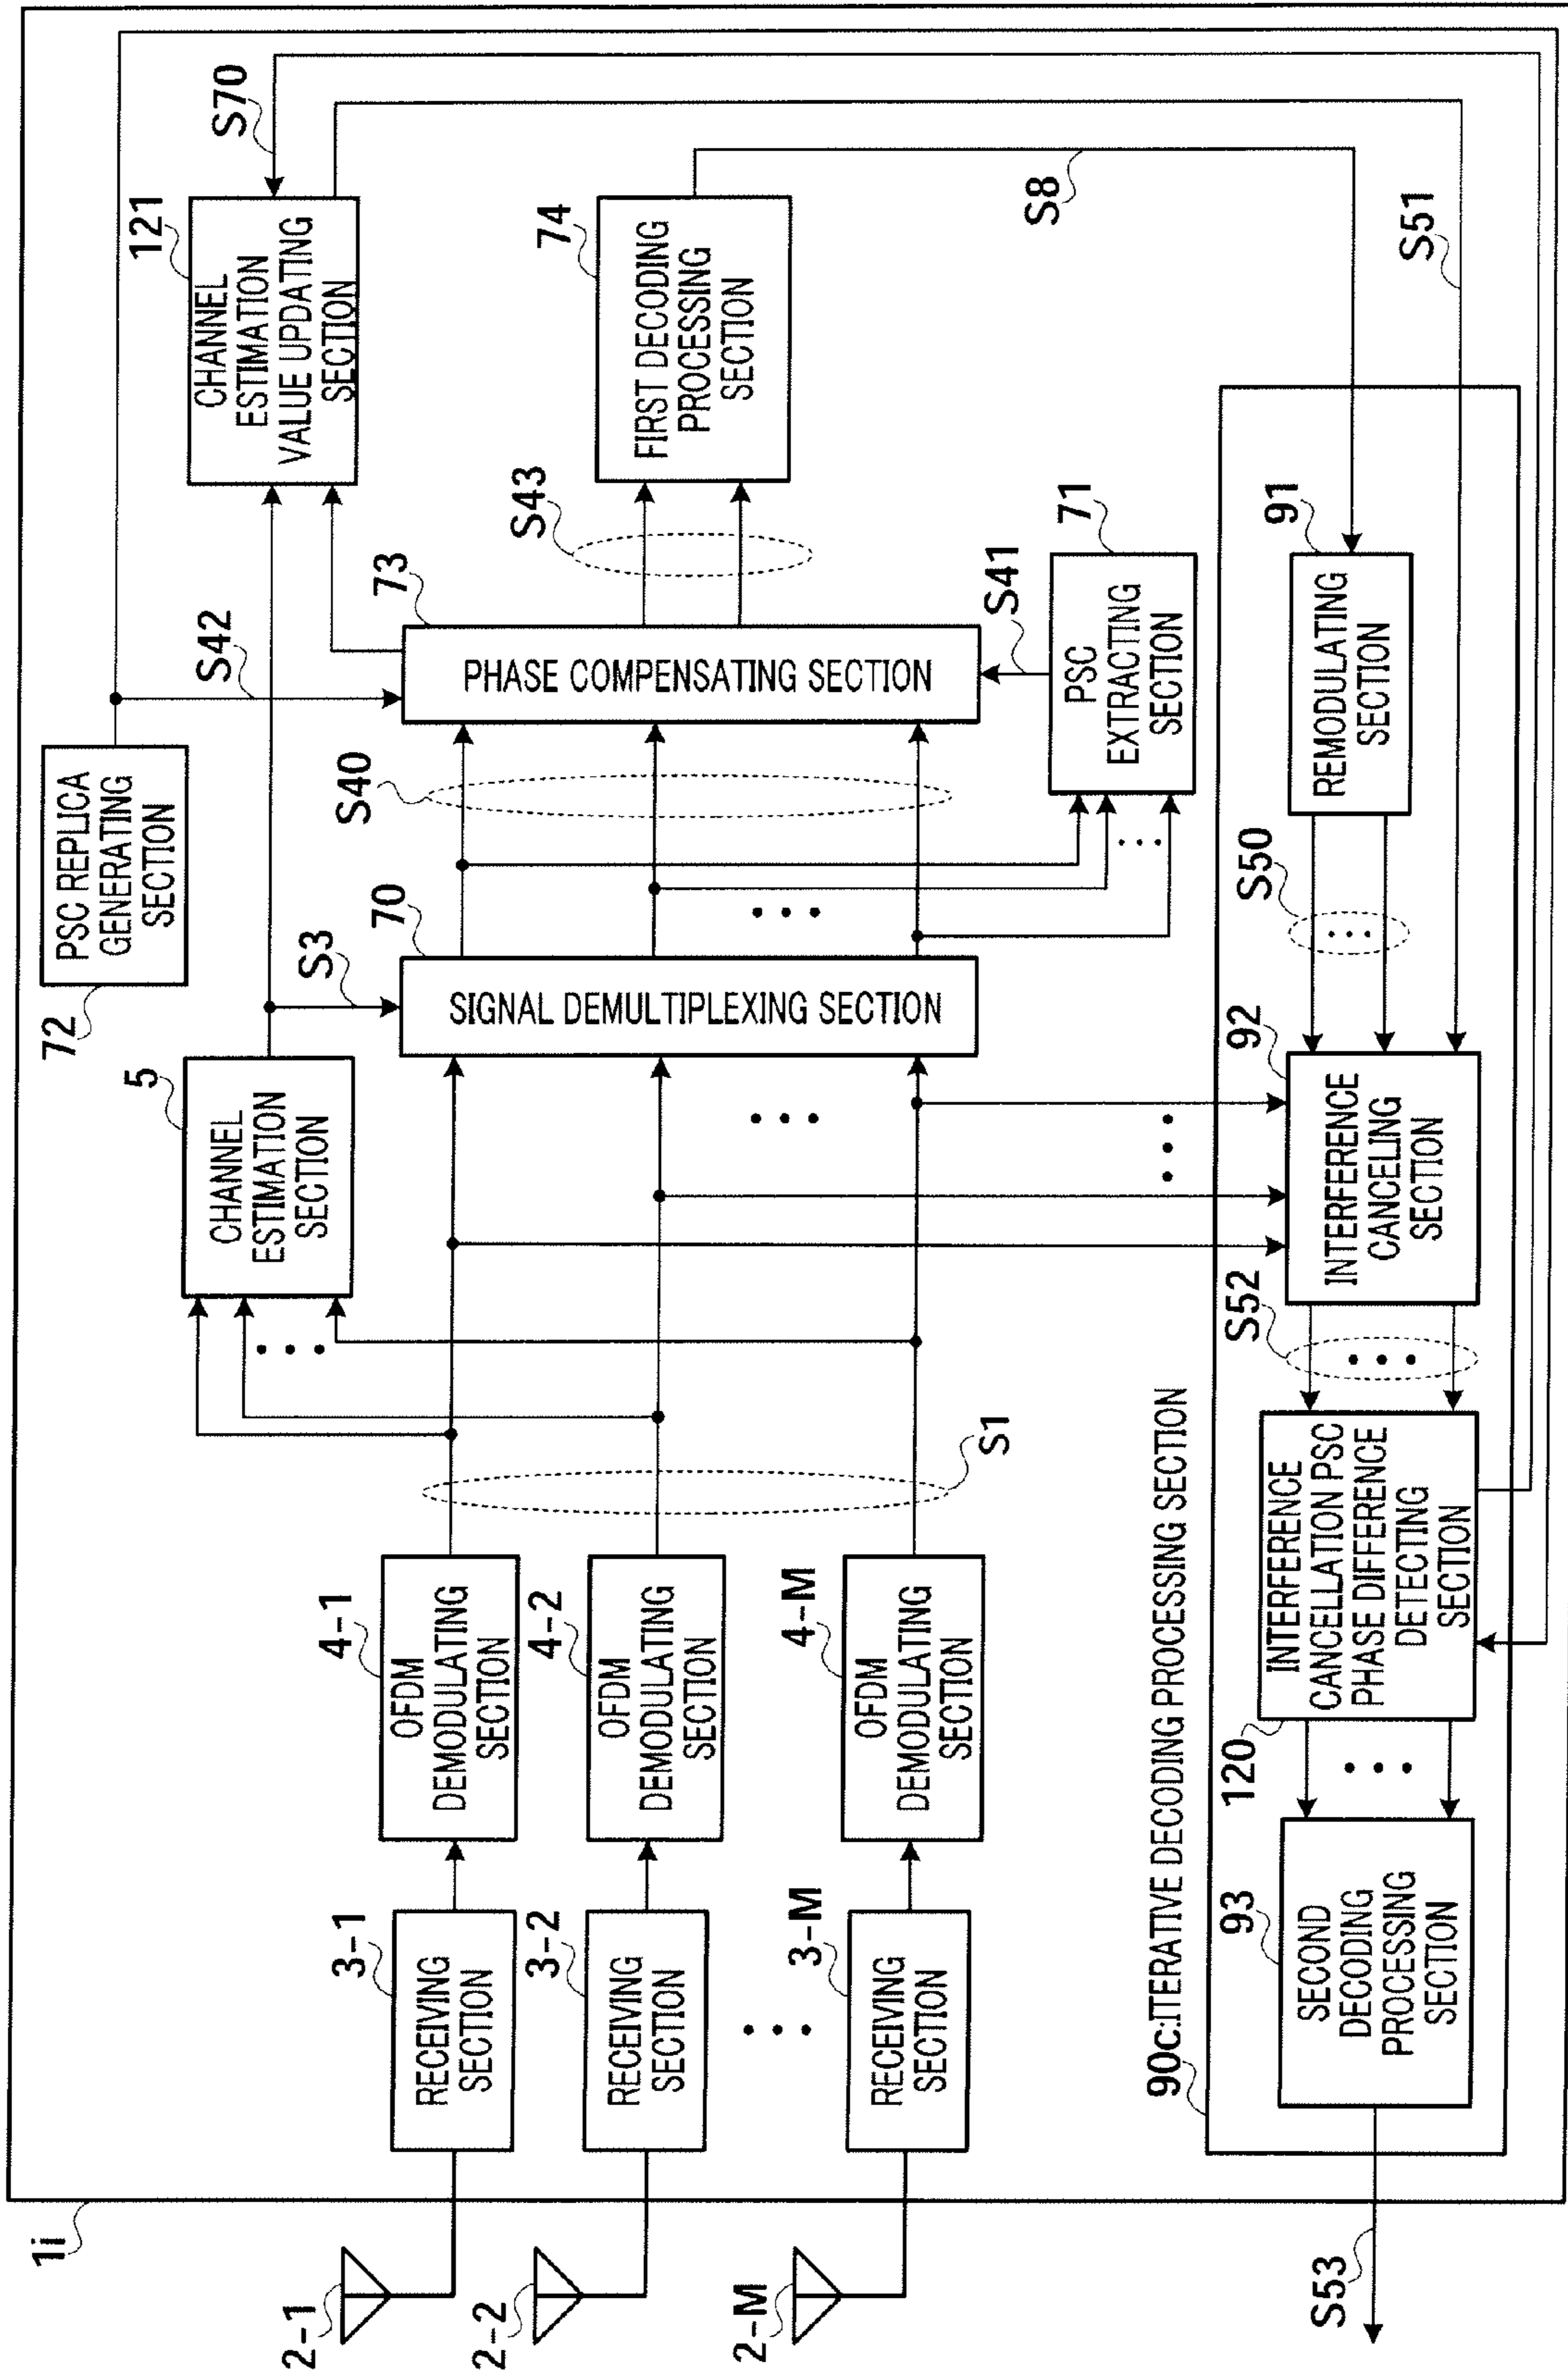 1i
2-1
2-2
2-M
3-1
RECEIVING
SECTION
3-2
RECEIVING
SECTION
3-M
RECEIVING
SECTION
4-1
OFDM
DEMODULATING
SECTION
4-2
OFDM
DEMODULATING
SECTION
4-M
OFDM
DEMODULATING
SECTION
S1
5
CHANNEL
ESTIMATION
SECTION
72
PSC REPLICA
GENERATING
SECTION
S3
70
SIGNAL DEMULTIPLEXING SECTION
S40
S42
73
PHASE COMPENSATING SECTION
S41
71
PSC
EXTRACTING
SECTION
S43
121
CHANNEL
ESTIMATION
VALUE UPDATING
SECTION
S70
74
FIRST DECODING
PROCESSING
SECTION
S8
S51
90C:ITERATIVE DECODING PROCESSING SECTION
93
SECOND
DECODING
PROCESSING
SECTION
S53
120
INTERFERENCE
CANCELLATION PSC
PHASE DIFFERENCE
DETECTING
SECTION
S52
92
INTERFERENCE
CANCELING
SECTION
S50
91
REMODULATING
SECTION